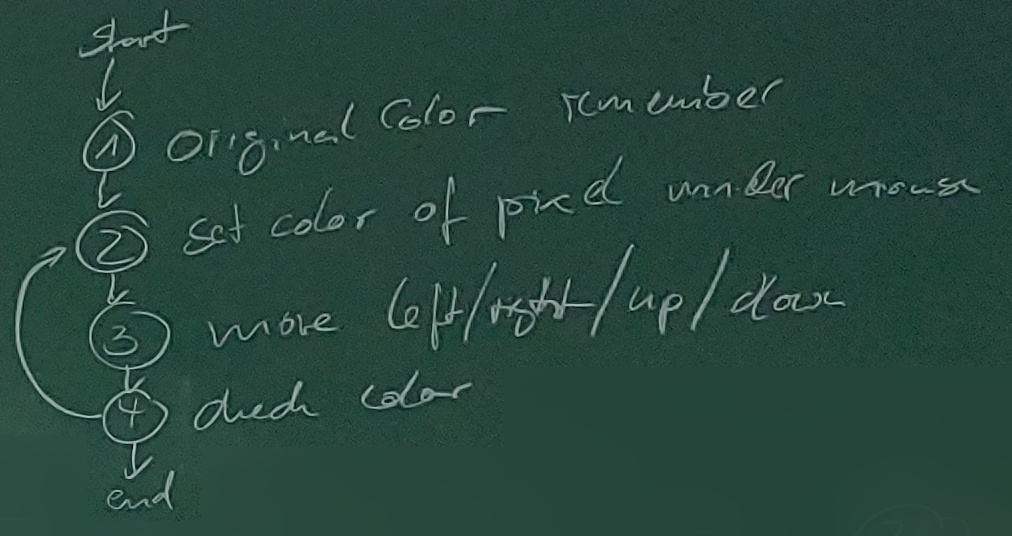 start
1 Original Color remember
2 set color of pixel under mouse
3 move left/right/up/down
4 check color
end